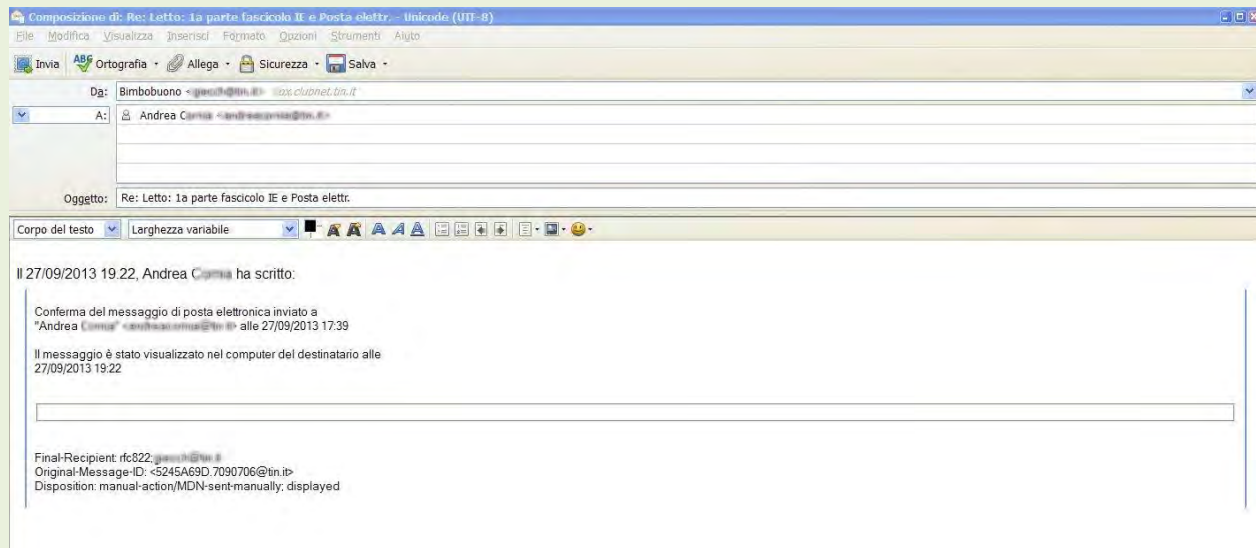 Composizione di: Re: Letto: 1a parte fascicolo IE e Posta elettr. - Unicode (UTF-8)
File Modifica Visualizza Inserisci Formato Opzioni Strumenti Aiuto
Invia Ortografia Allega Sicurezza Salva
Da: Bimbobuono
A: Andrea
Oggetto: Re: Letto: 1a parte fascicolo IE e Posta elettr.
Corpo del testo Larghezza variabile
Il 27/09/2013 19.22, Andrea ha scritto:
Conferma del messaggio di posta elettronica inviato a
"Andrea alle 27/09/2013 17:39
Il messaggio è stato visualizzato nel computer del destinatario alle
27/09/2013 19:22
Final-Recipient: rfc822;
Original-Message-ID: <5245A69D.7090706@tin.it>
Disposition: manual-action/MDN-sent-manually; displayed